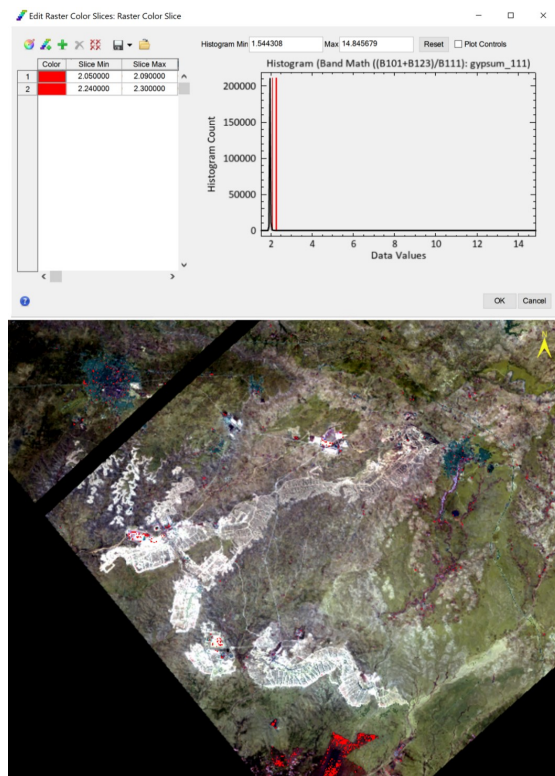 Edit Raster Color Slices: Raster Color Slice
Histogram Min 1.544308 Max 14.845679 Reset Plot Controls
Color Slice Min Slice Max
1 2.050000 2.090000
2 2.240000 2.300000
Histogram (Band Math ((B101+B123)/B111): gypsum_111)
Histogram Count
200000
150000
100000
50000
0
2 4 6 8 10 12 14
Data Values
OK Cancel